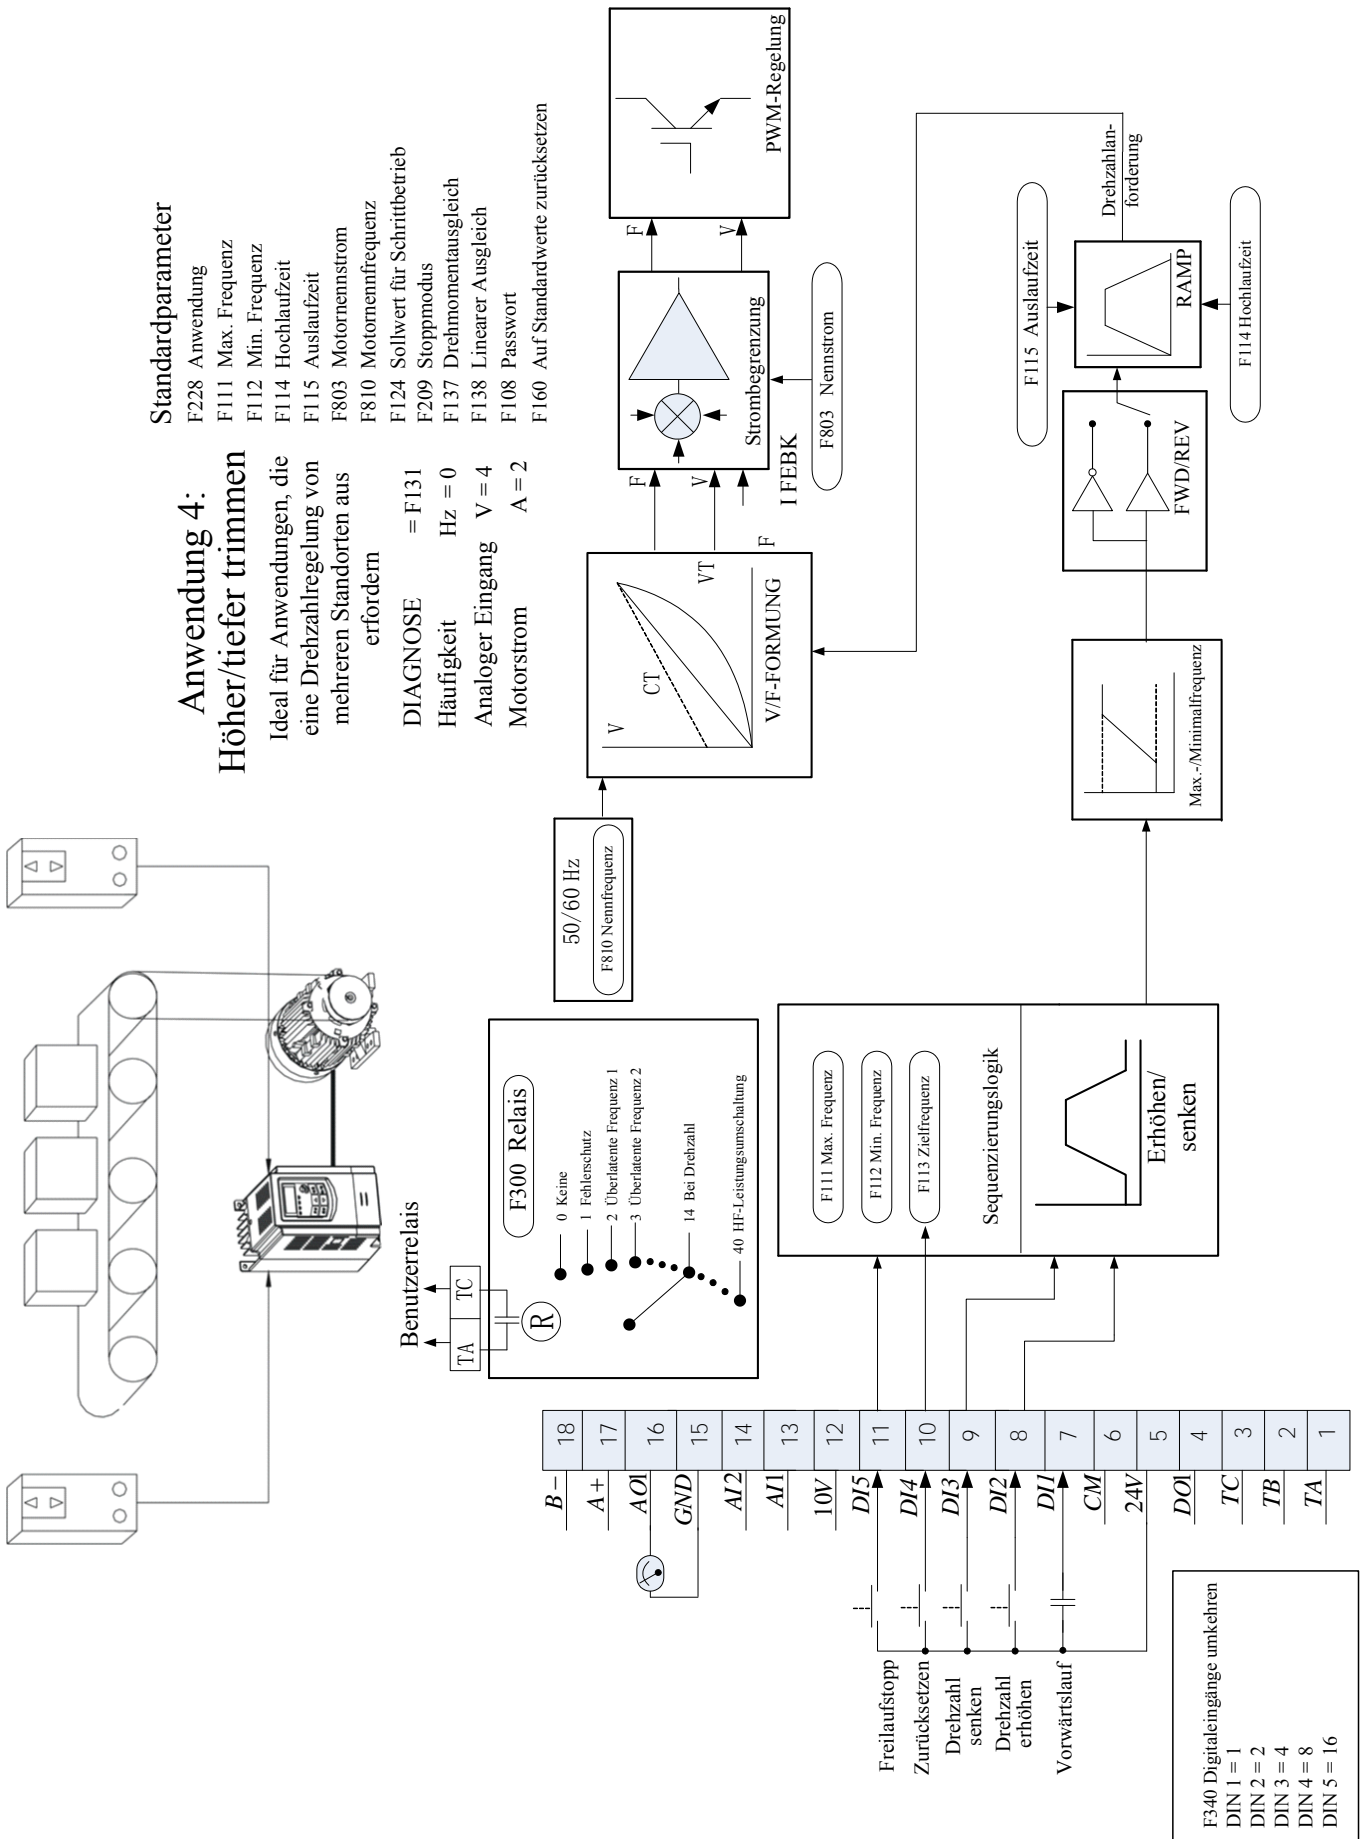 Anwendung 4:
Höher/tiefer trimmen
Ideal für Anwendungen, die
eine Drehzahlregelung von
mehreren Standorten aus
erfordern
DIAGNOSE = F131
Häufigkeit Hz = 0
Analoger Eingang V = 4
Motorstrom A = 2
Standardparameter
F228 Anwendung
F111 Max. Frequenz
F112 Min. Frequenz
F114 Hochlaufzeit
F115 Auslaufzeit
F803 Motornennstrom
F810 Motornennfrequenz
F124 Sollwert für Schrittbetrieb
F209 Stoppmodus
F137 Drehmomentausgleich
F138 Linearer Ausgleich
F108 Passwort
F160 Auf Standardwerte zurücksetzen
Benutzerrelais
TA
TC
R
F300 Relais
0 Keine
1 Fehlerschutz
2 Überlatente Frequenz 1
3 Überlatente Frequenz 2
14 Bei Drehzahl
40 HF-Leistungsumschaltung
50/60 Hz
F810 Nennfrequenz
V
CT
VT
F
V/F-FORMUNG
F
V
I FEBK
Strombegrenzung
F803 Nennstrom
F
V
PWM-Regelung
B-
18
A+
17
AO1
16
GND
15
AI2
14
AI1
13
10V
12
DI5
11
DI4
10
DI3
9
DI2
8
DI1
7
CM
6
24V
5
DO1
4
TC
3
TB
2
TA
1
Freilaufstopp
Zurücksetzen
Drehzahl
senken
Drehzahl
erhöhen
Vorwärtslauf
F111 Max. Frequenz
F112 Min. Frequenz
F113 Zielfrequenz
Sequenzierungslogik
Erhöhen/
senken
Max.-/Minimalfrequenz
FWD/REV
F115 Auslaufzeit
RAMP
F114 Hochlaufzeit
Drehzahlan-
forderung
F340 Digitaleingänge umkehren
DIN 1 = 1
DIN 2 = 2
DIN 3 = 4
DIN 4 = 8
DIN 5 = 16